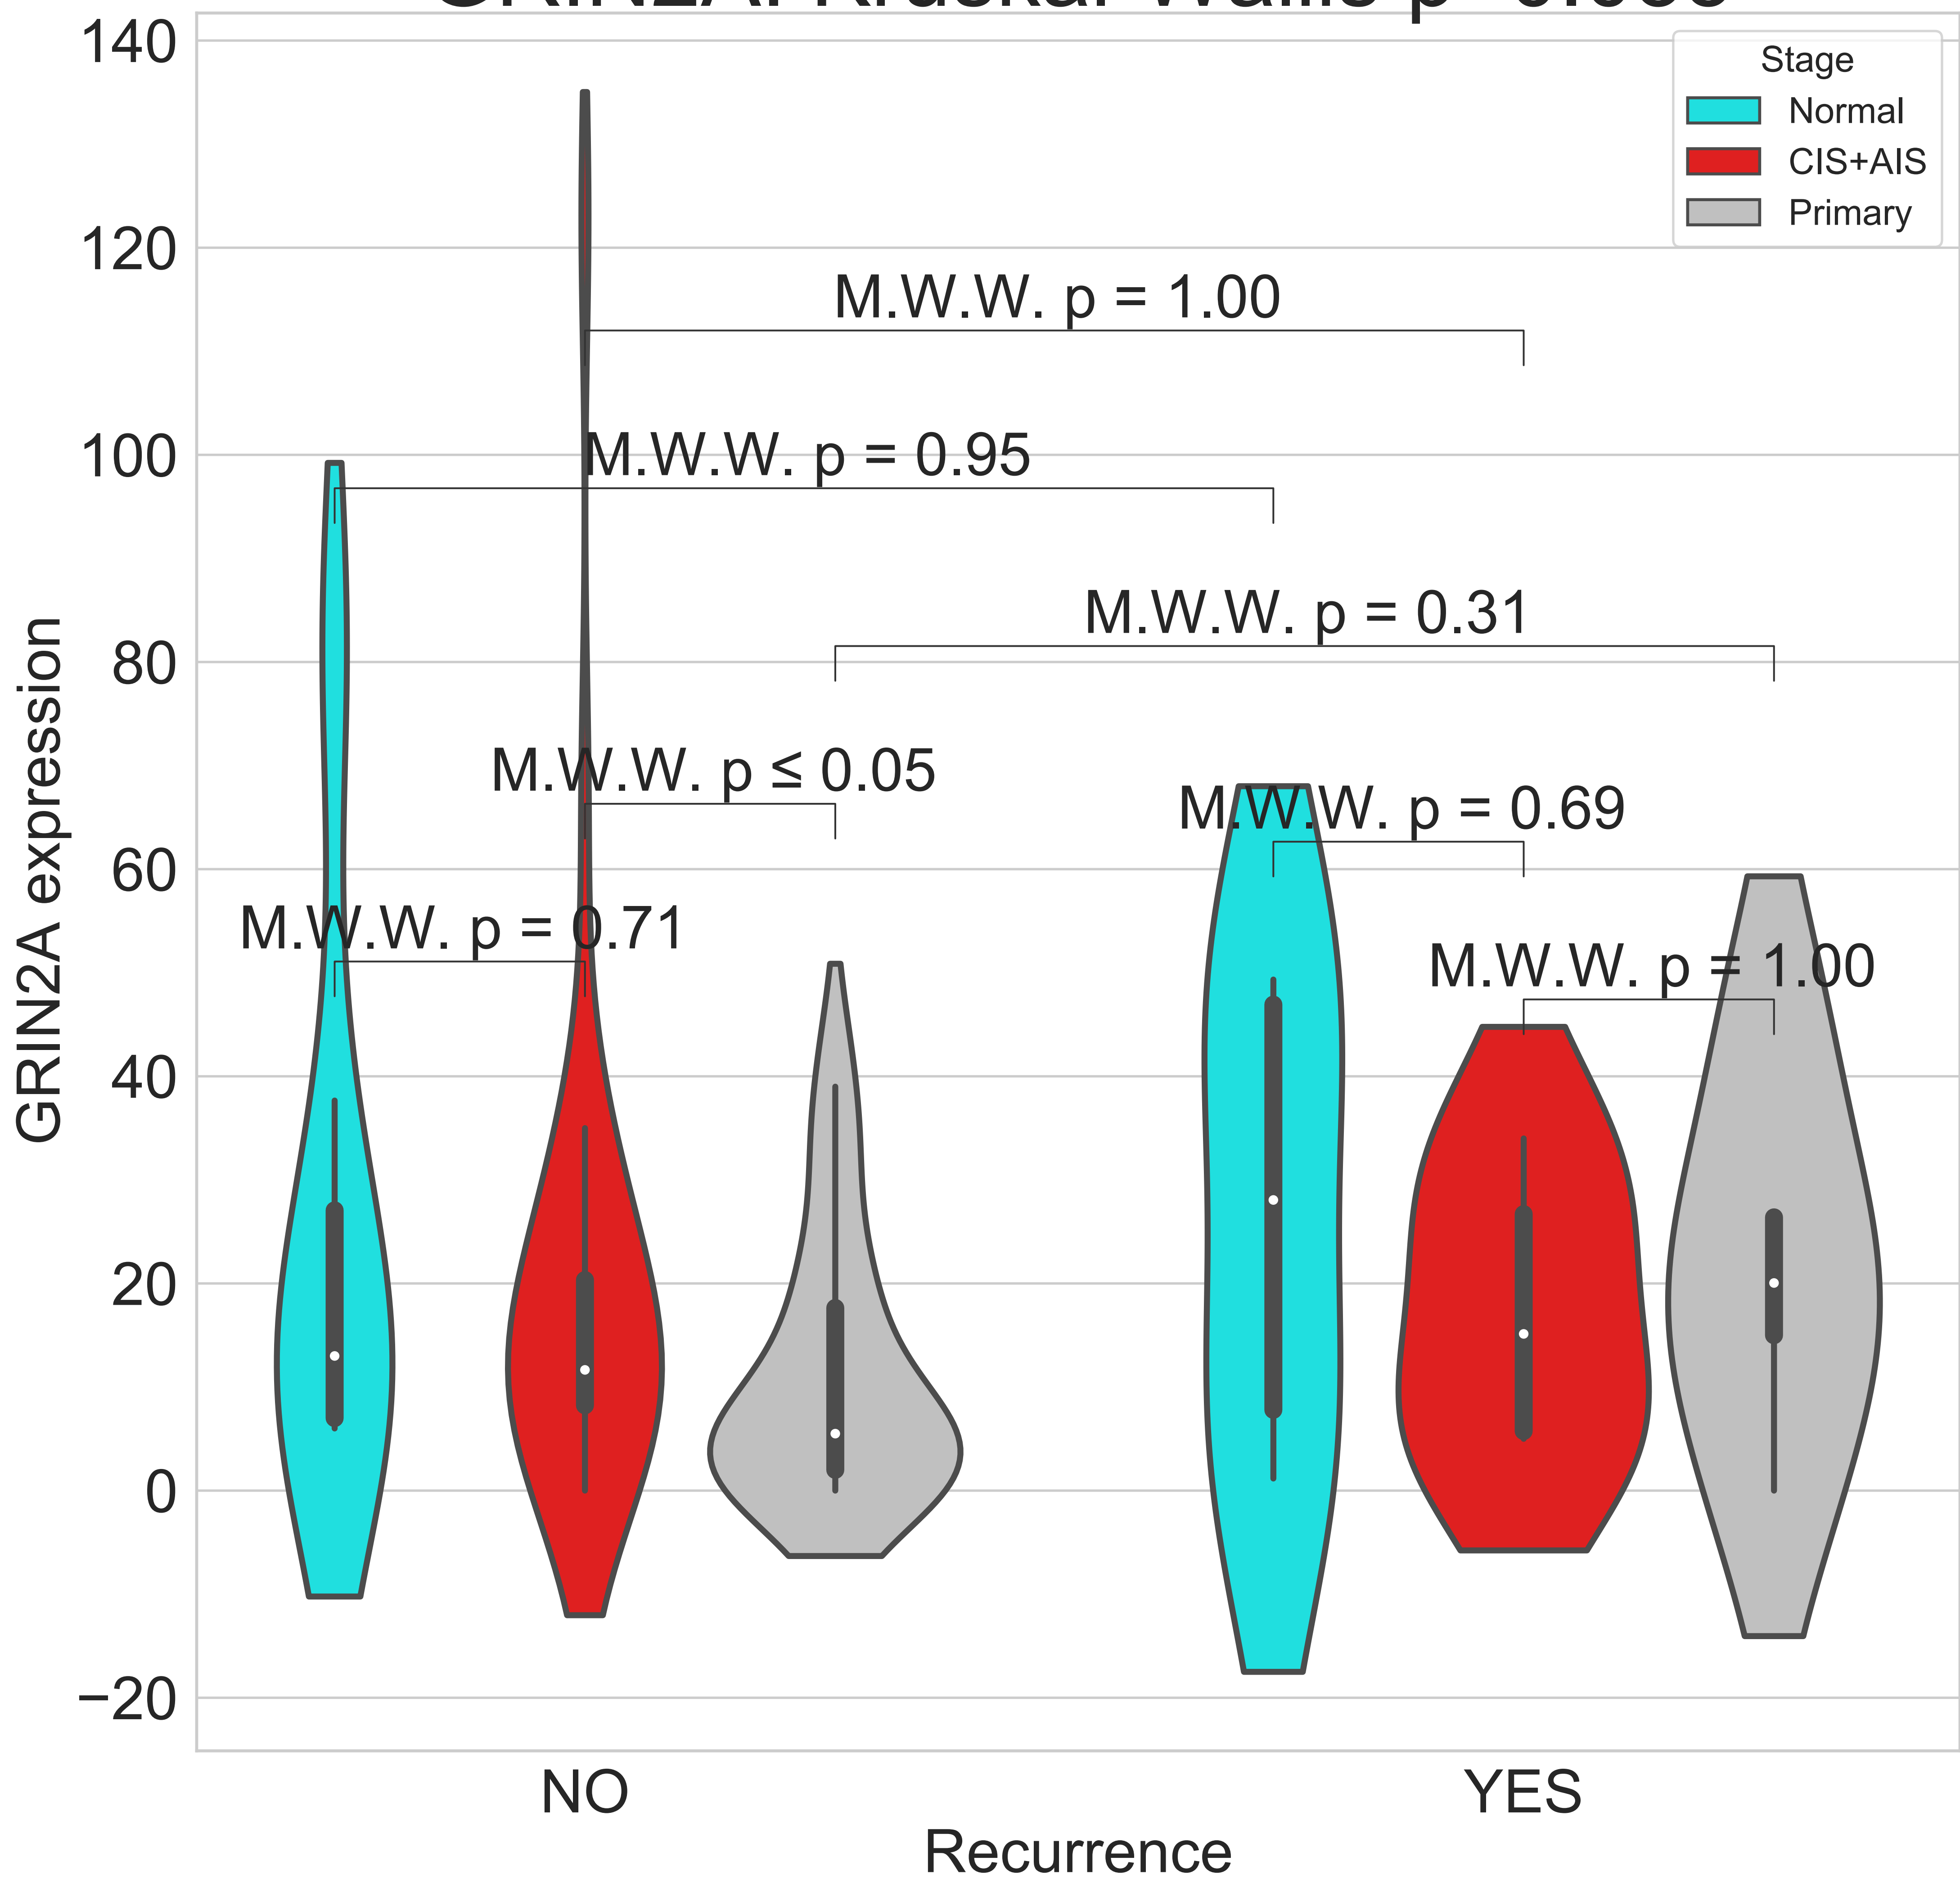 140
120
100
80
60
40
20
0
−20
GRIN2A expression
Stage
Normal
CIS+AIS
Primary
M.W.W. p = 1.00
M.W.W. p = 0.95
M.W.W. p = 0.31
M.W.W. p ≤ 0.05
M.W.W. p = 0.69
M.W.W. p = 0.71
M.W.W. p = 1.00
NO
YES
Recurrence